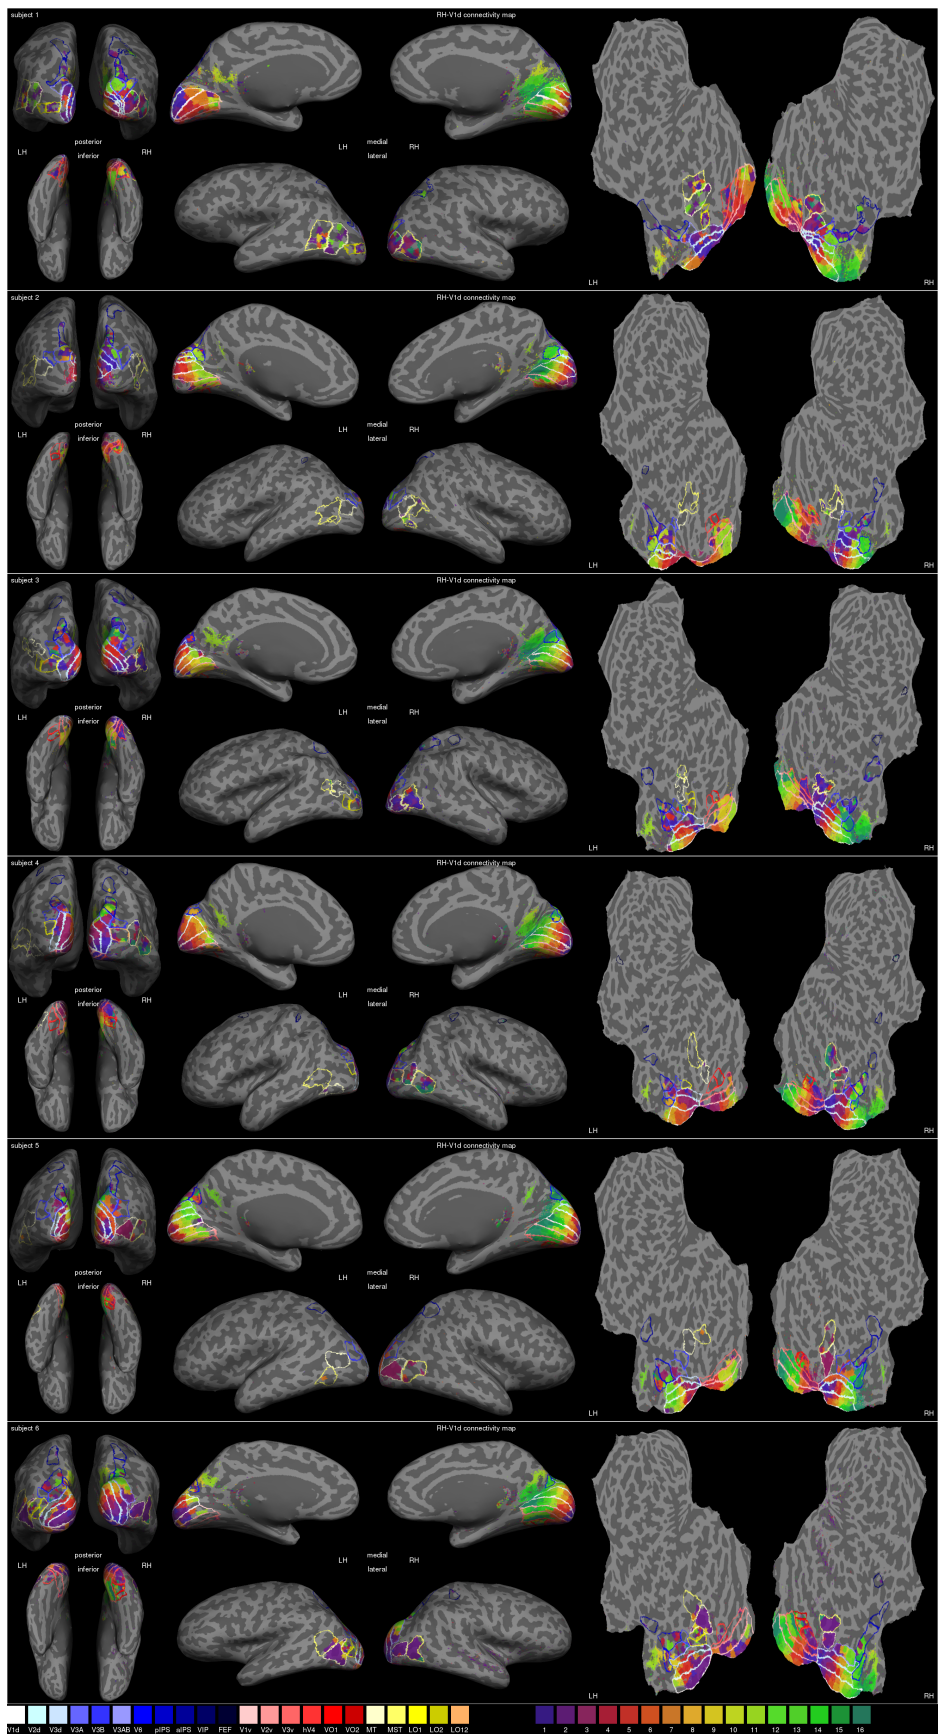 subject 1
RH-V1d connectivity map
posterior
medial
LH
inferior
RH
LH
lateral
RH
LH
RH
subject 2
RH-V1d connectivity map
posterior
medial
LH
inferior
RH
LH
lateral
RH
LH
RH
subject 3
RH-V1d connectivity map
posterior
medial
LH
inferior
RH
LH
lateral
RH
LH
RH
subject 4
RH-V1d connectivity map
posterior
medial
LH
inferior
RH
LH
lateral
RH
LH
RH
subject 5
RH-V1d connectivity map
posterior
medial
LH
inferior
RH
LH
lateral
RH
LH
RH
subject 6
RH-V1d connectivity map
posterior
medial
LH
inferior
RH
LH
lateral
RH
LH
RH
V1d V2d V3d V3A V3B V3AB V6 pIPS aIPS VIP FEF V1v V2v V3v hV4 VO1 VO2 MT MST LO1 LO2 LO12 1 2 3 4 5 6 7 8 9 10 11 12 13 14 15 16